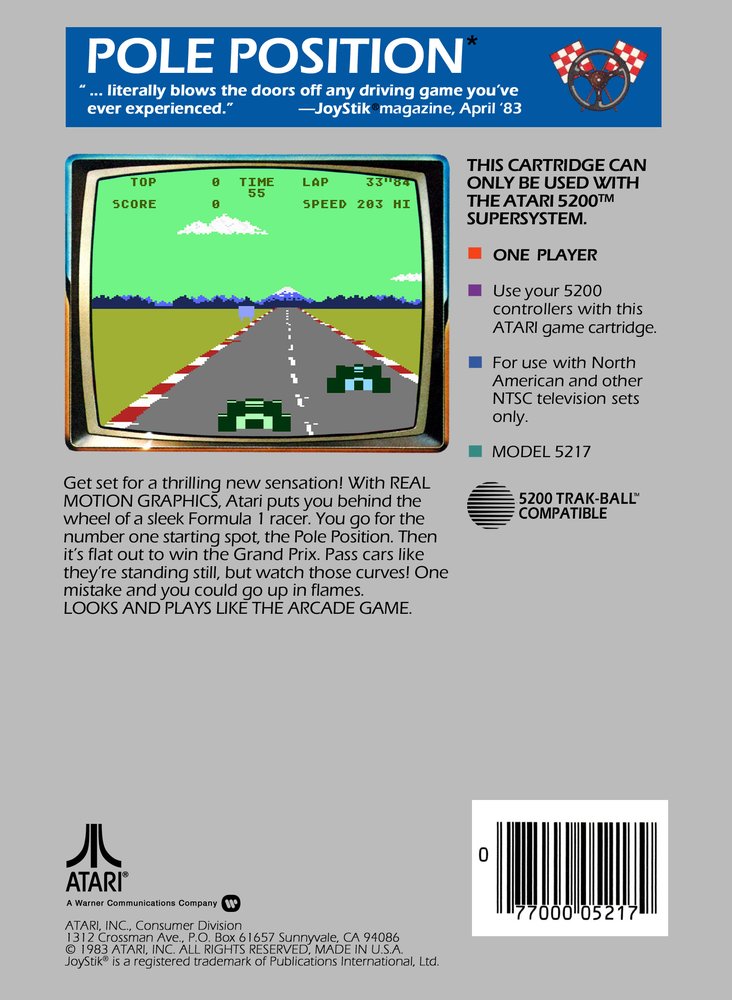 POLE POSITION*
“ ... literally blows the doors off any driving game you’ve
ever experienced.” —JoyStik® magazine, April ’83
TOP 0 TIME LAP 33"84
55
SCORE 0 SPEED 203 HI
THIS CARTRIDGE CAN
ONLY BE USED WITH
THE ATARI 5200™
SUPERSYSTEM.
ONE PLAYER
Use your 5200
controllers with this
ATARI game cartridge.
For use with North
American and other
NTSC television sets
only.
MODEL 5217
5200 TRAK-BALL™
COMPATIBLE
Get set for a thrilling new sensation! With REAL
MOTION GRAPHICS, Atari puts you behind the
wheel of a sleek Formula 1 racer. You go for the
number one starting spot, the Pole Position. Then
it’s flat out to win the Grand Prix. Pass cars like
they’re standing still, but watch those curves! One
mistake and you could go up in flames.
LOOKS AND PLAYS LIKE THE ARCADE GAME.
ATARI®
A Warner Communications Company
ATARI, INC., Consumer Division
1312 Crossman Ave., P.O. Box 61657 Sunnyvale, CA 94086
© 1983 ATARI, INC. ALL RIGHTS RESERVED, MADE IN U.S.A.
JoyStik® is a registered trademark of Publications International, Ltd.
0 77000 05217